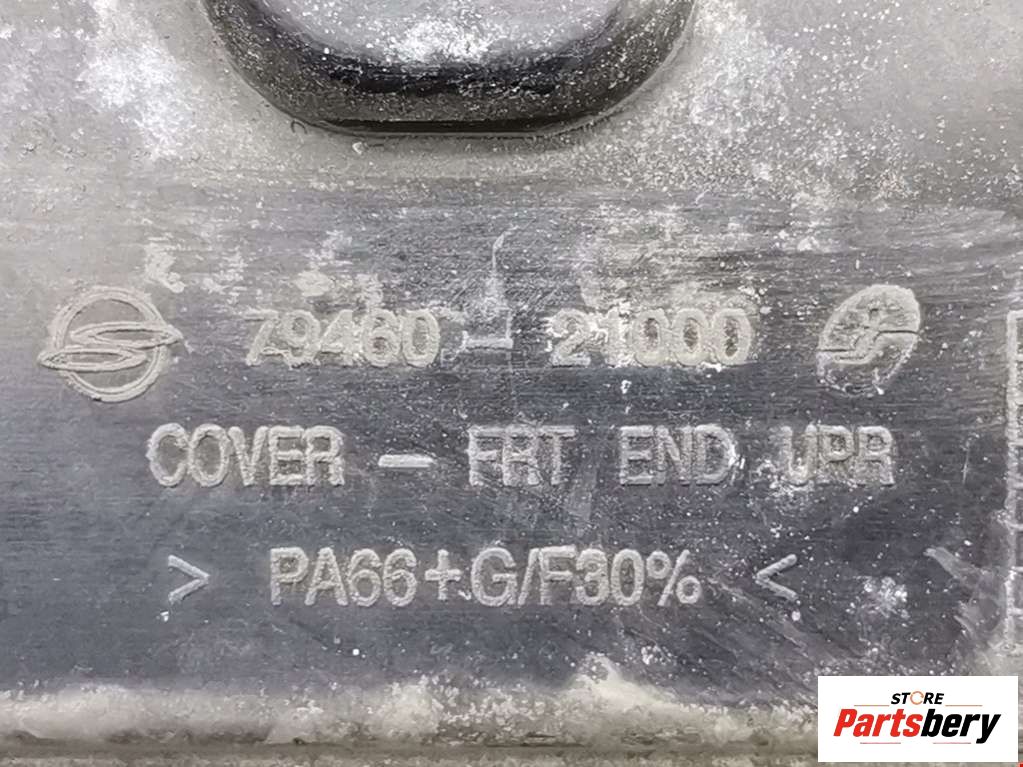 79460 - 21000
COVER - FRT END UPR
> PA66+G/F30% <
STORE
Partsbery